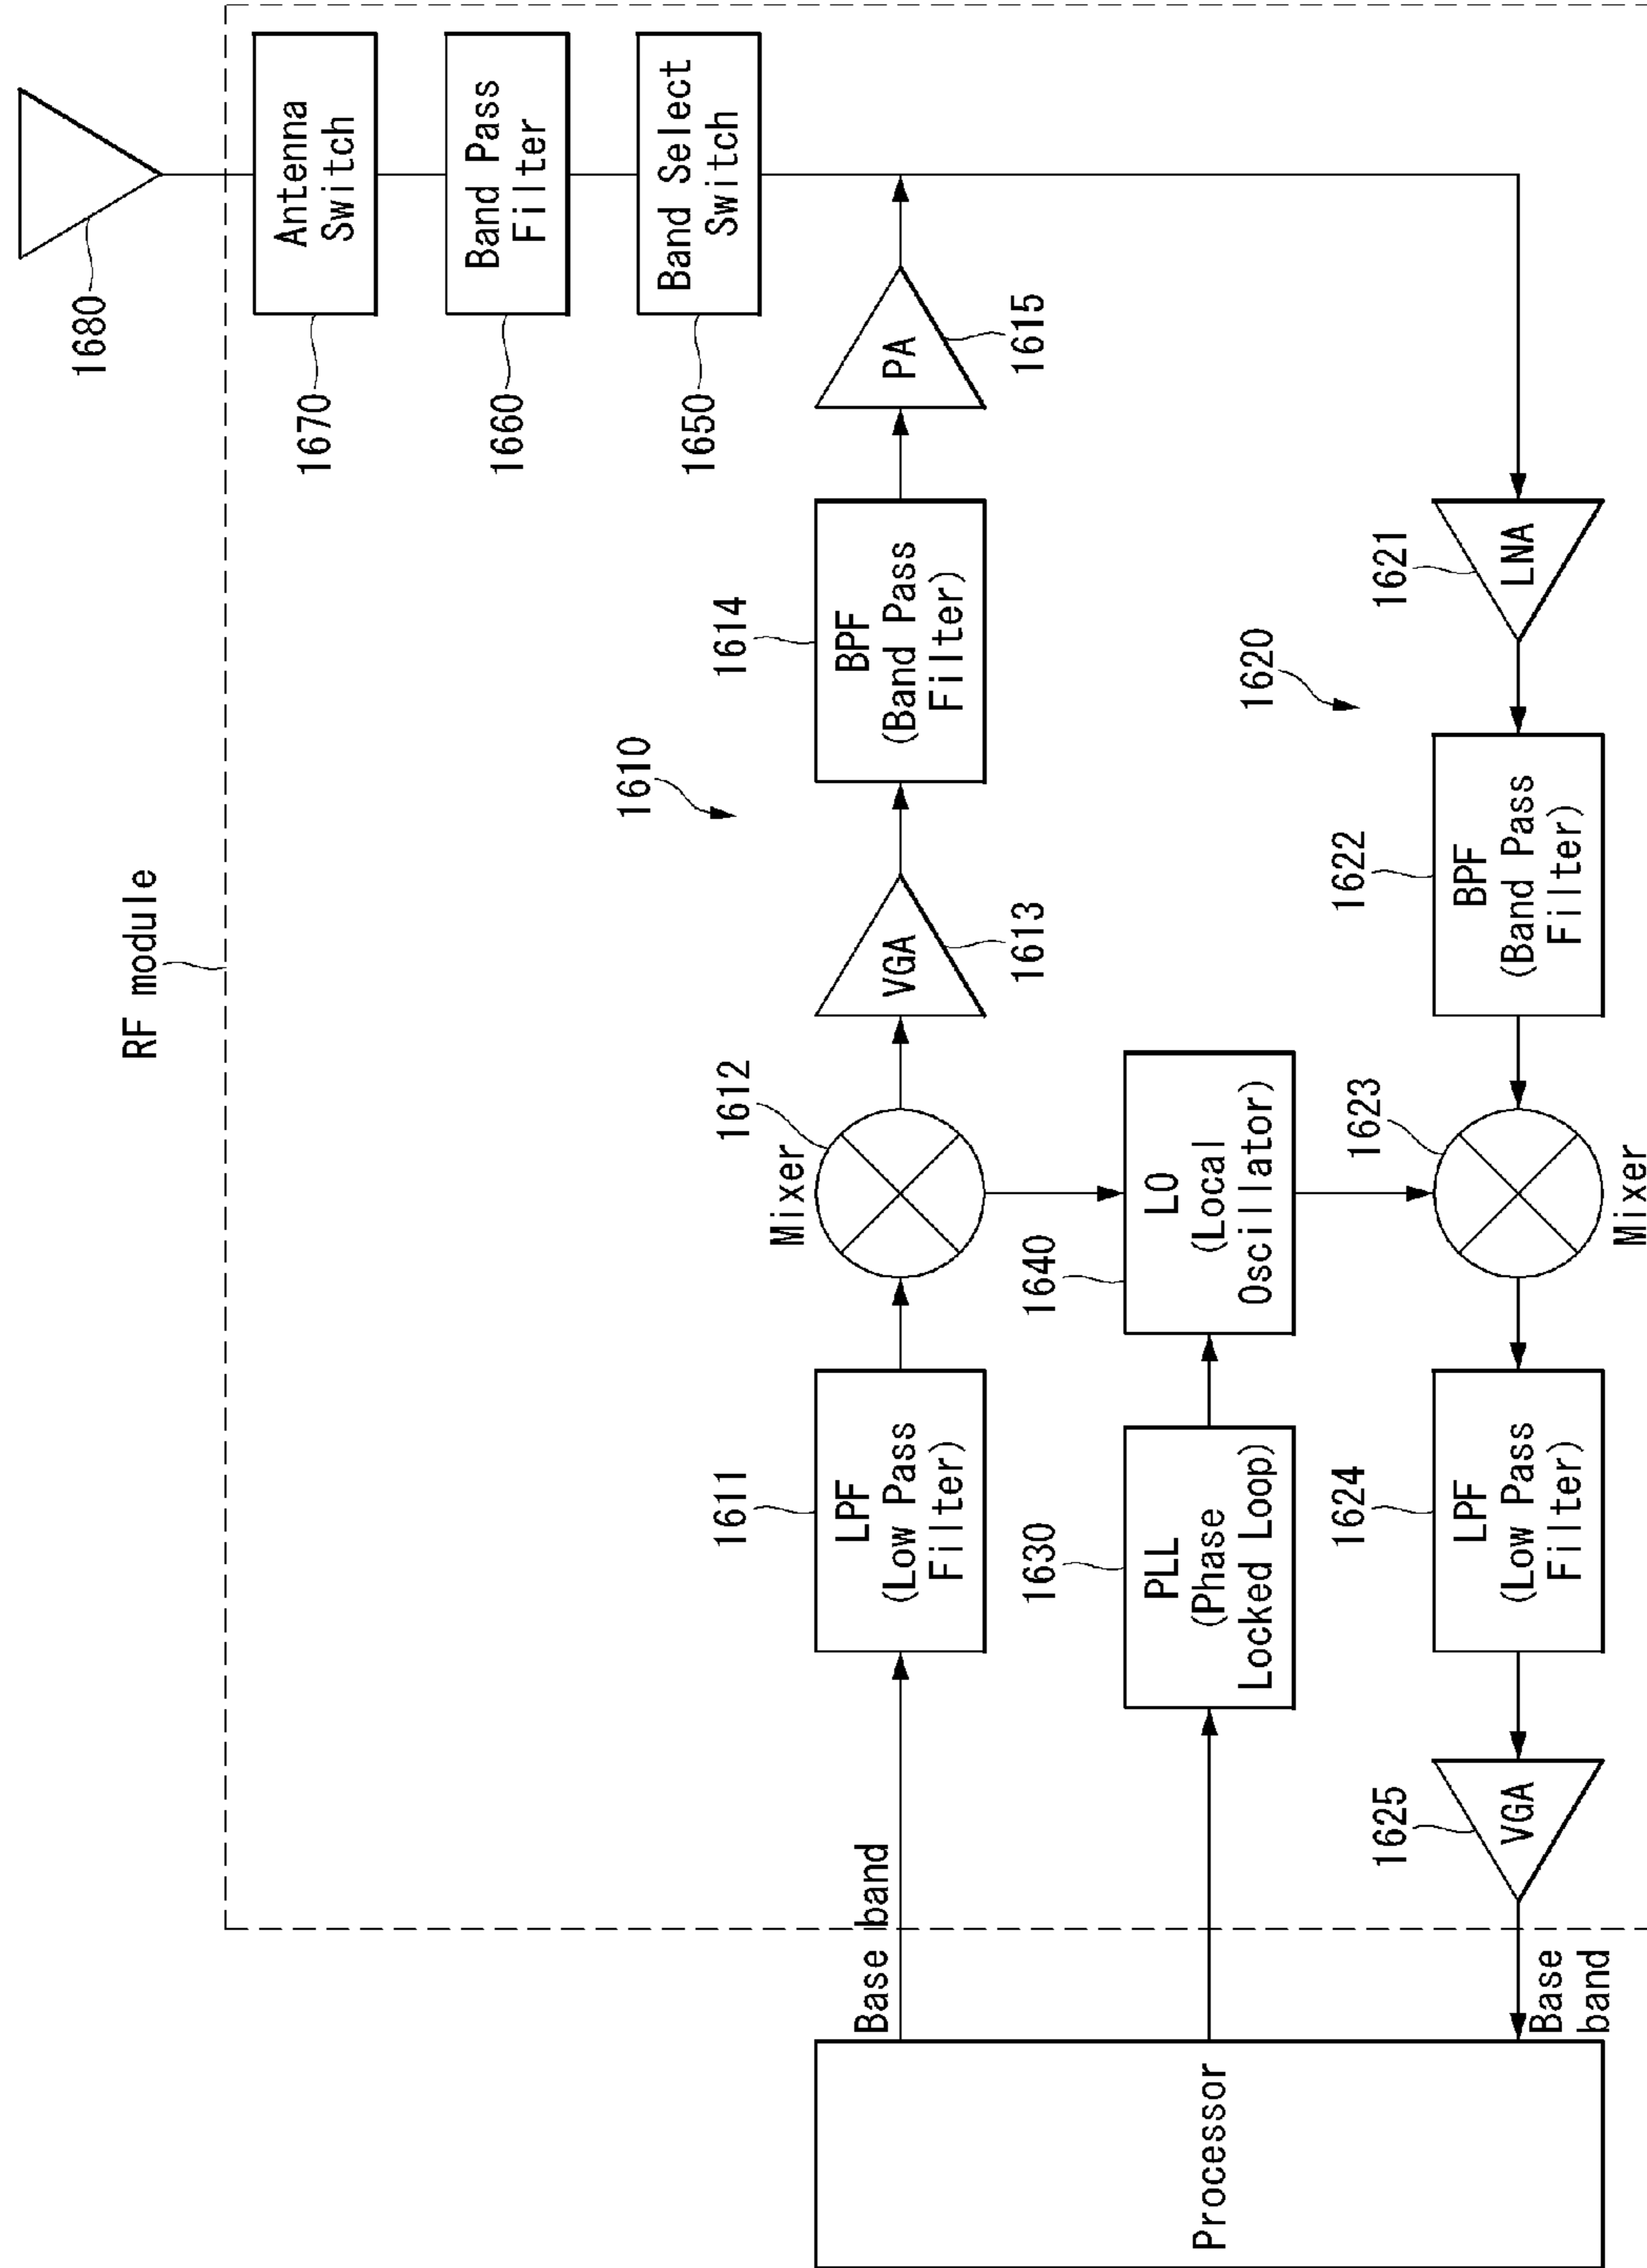 RF module
1680
Antenna
Switch
1670
Band Pass
Filter
1660
Band Select
Switch
1650
1610
Base band
LPF
(Low Pass
Filter)
1611
Mixer
1612
VGA
1613
BPF
(Band Pass
Filter)
1614
PA
1615
Processor
PLL
(Phase
Locked Loop)
1630
LO
(Local
Oscillator)
1640
1620
LNA
1621
BPF
(Band Pass
Filter)
1622
Mixer
1623
LPF
(Low Pass
Filter)
1624
VGA
1625
Base
band